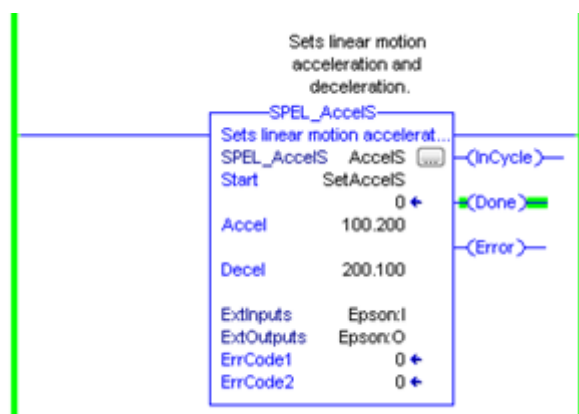 Sets linear motion
acceleration and
deceleration.
SPEL_AccelS
Sets linear motion accelerat...
SPEL_AccelS AccelS ...
(InCycle)
Start SetAccelS
0
(Done)
Accel 100.200
(Error)
Decel 200.100
ExtInputs Epson:I
ExtOutputs Epson:O
ErrCode1 0
ErrCode2 0